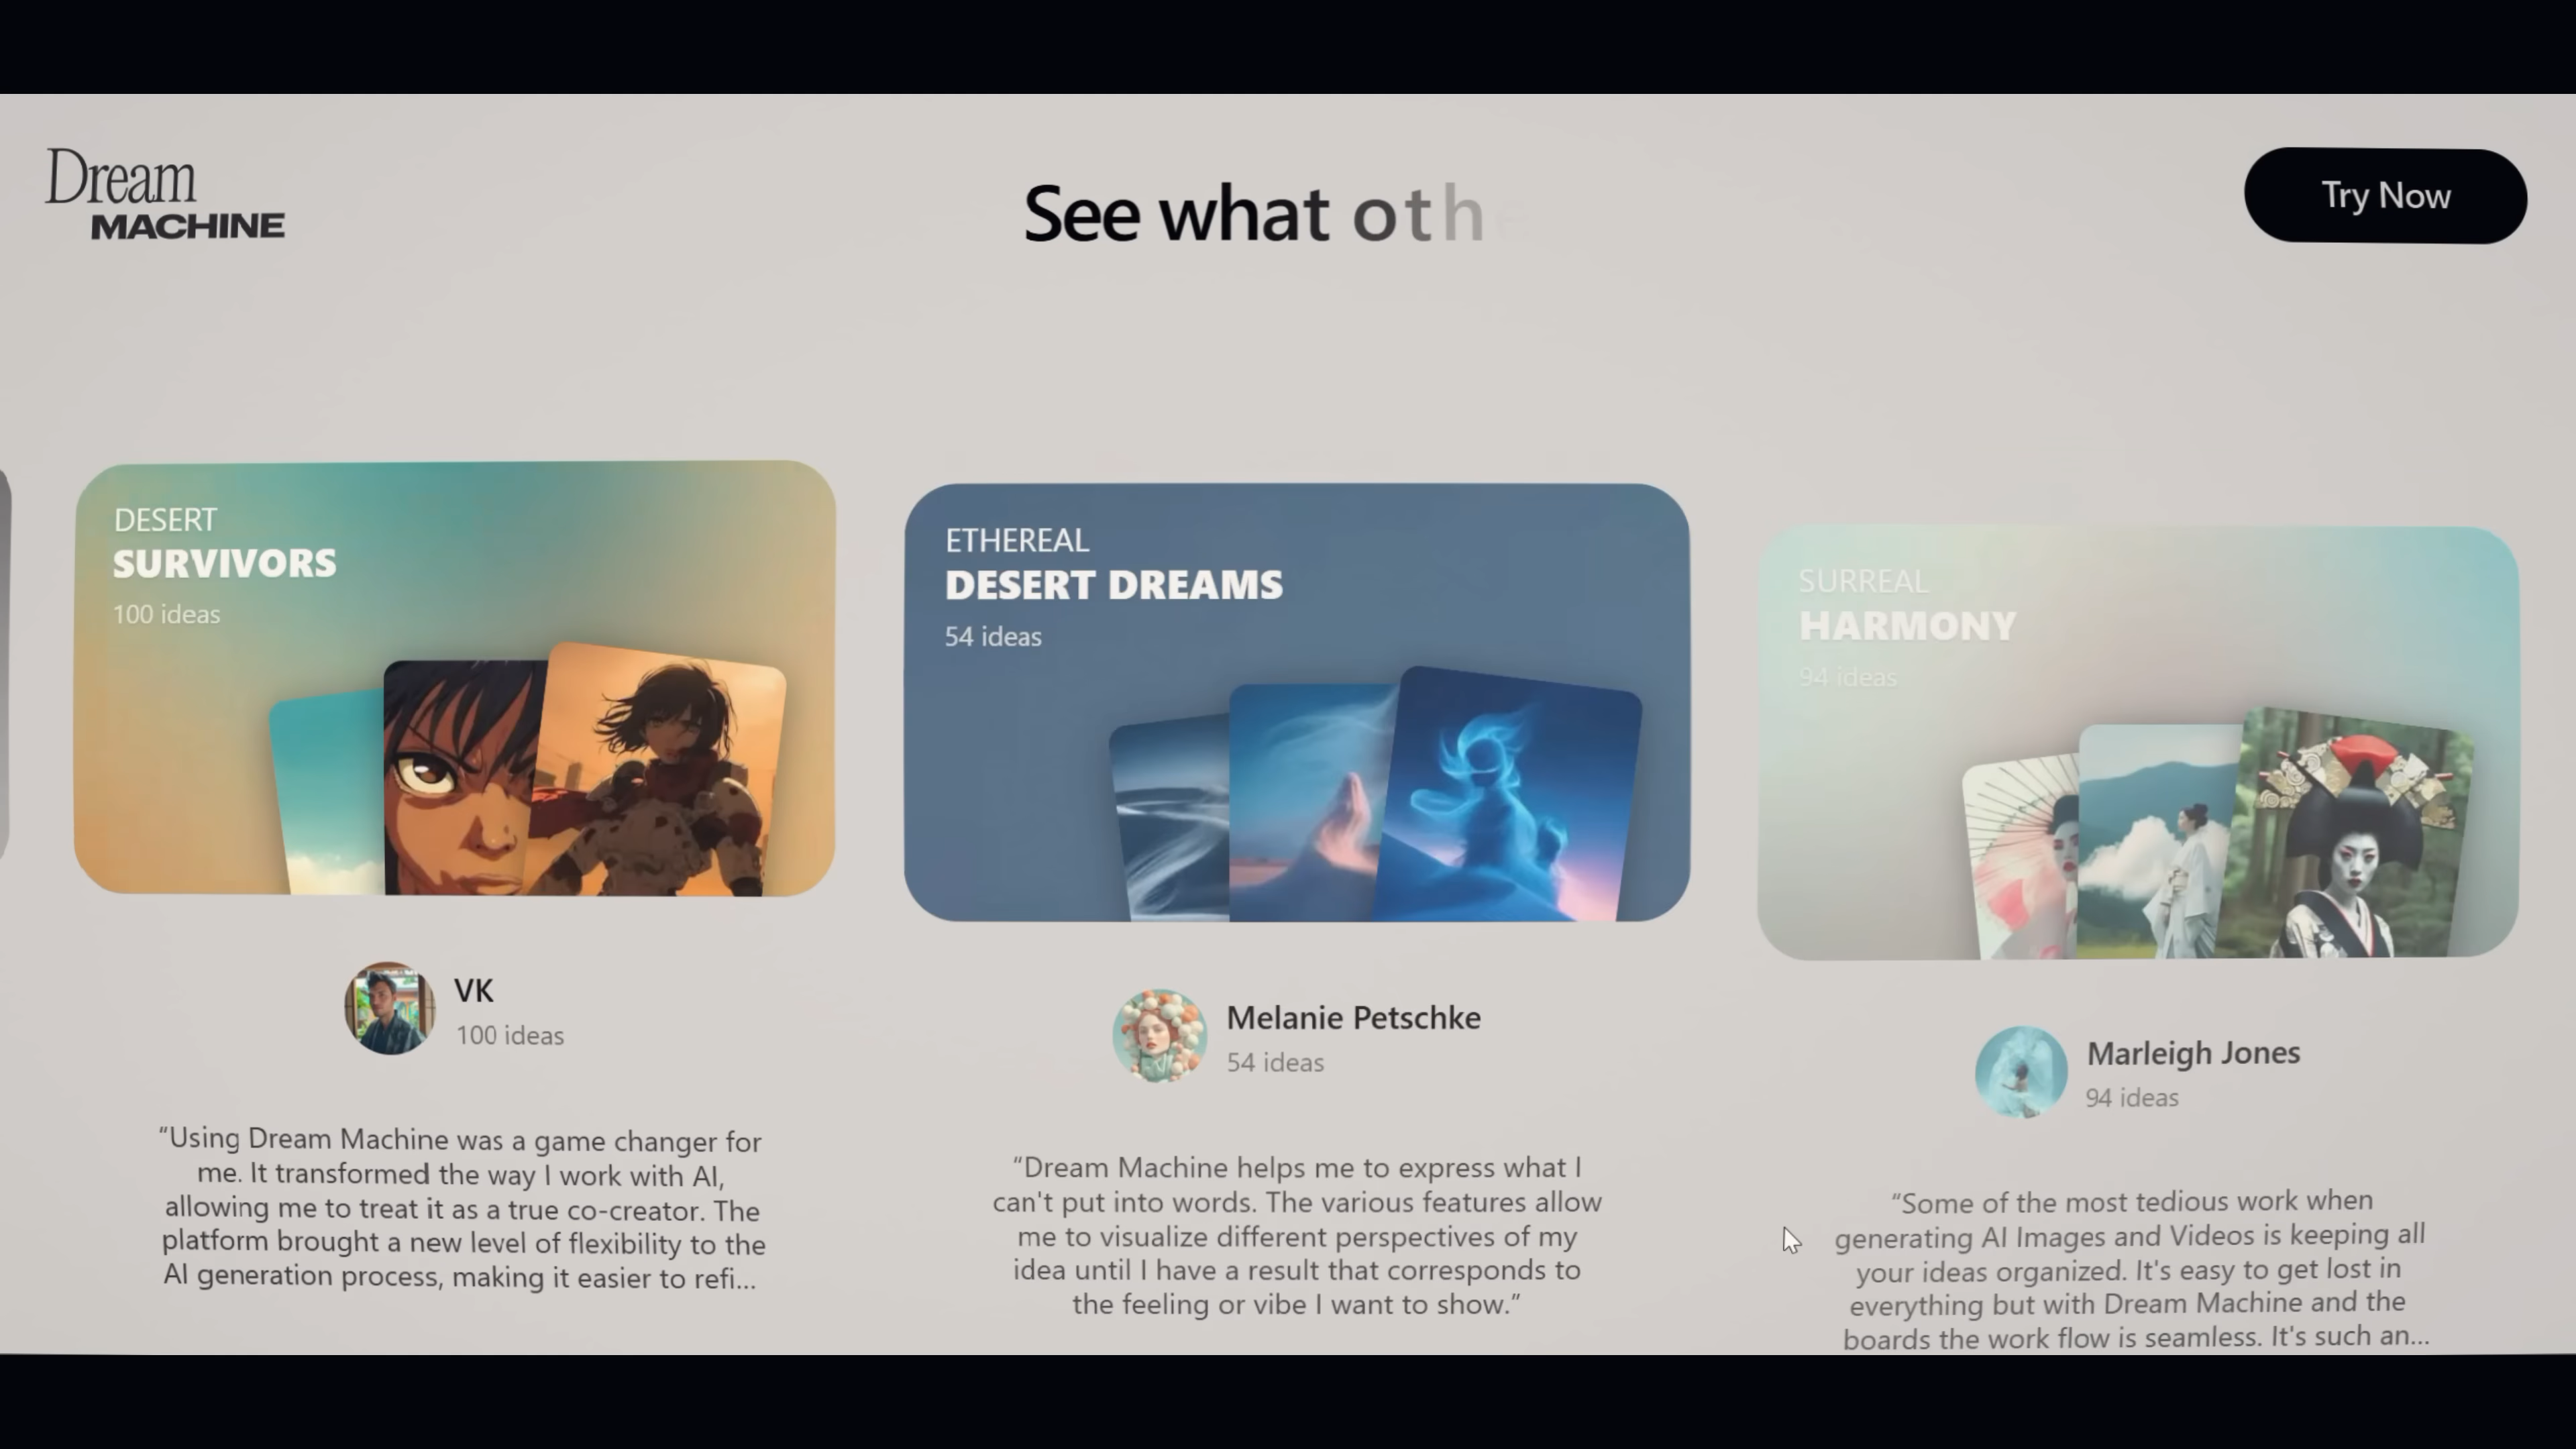 Dream
MACHINE
See what othe
Try Now
DESERT
SURVIVORS
100 ideas
VK
100 ideas
“Using Dream Machine was a game changer for
me. It transformed the way I work with AI,
allowing me to treat it as a true co-creator. The
platform brought a new level of flexibility to the
AI generation process, making it easier to refi...
ETHEREAL
DESERT DREAMS
54 ideas
Melanie Petschke
54 ideas
“Dream Machine helps me to express what I
can't put into words. The various features allow
me to visualize different perspectives of my
idea until I have a result that corresponds to
the feeling or vibe I want to show.”
SURREAL
HARMONY
94 ideas
Marleigh Jones
94 ideas
“Some of the most tedious work when
generating AI Images and Videos is keeping all
your ideas organized. It's easy to get lost in
everything but with Dream Machine and the
boards the work flow is seamless. It's such an...